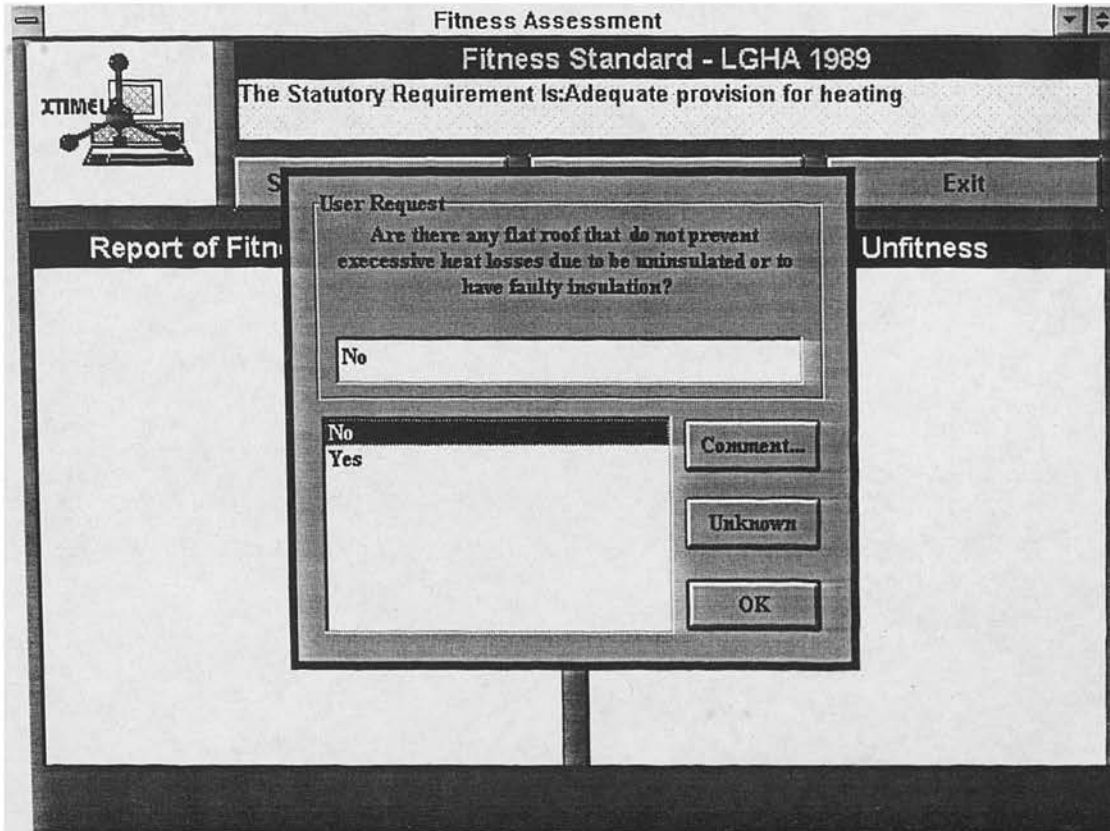 Fitness Assessment
Fitness Standard - LGHA 1989
XTIMEL
The Statutory Requirement Is:Adequate provision for heating
S
Exit
Report of Fitn
Unfitness
User Request
Are there any flat roof that do not prevent
execessive heat losses due to be uninsulated or to
have faulty insulation?
No
No
Yes
Comment...
Unknown
OK